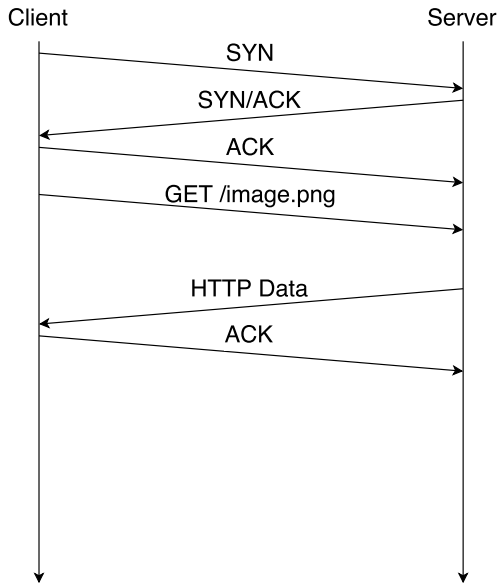 Client
Server
SYN
SYN/ACK
ACK
GET /image.png
HTTP Data
ACK